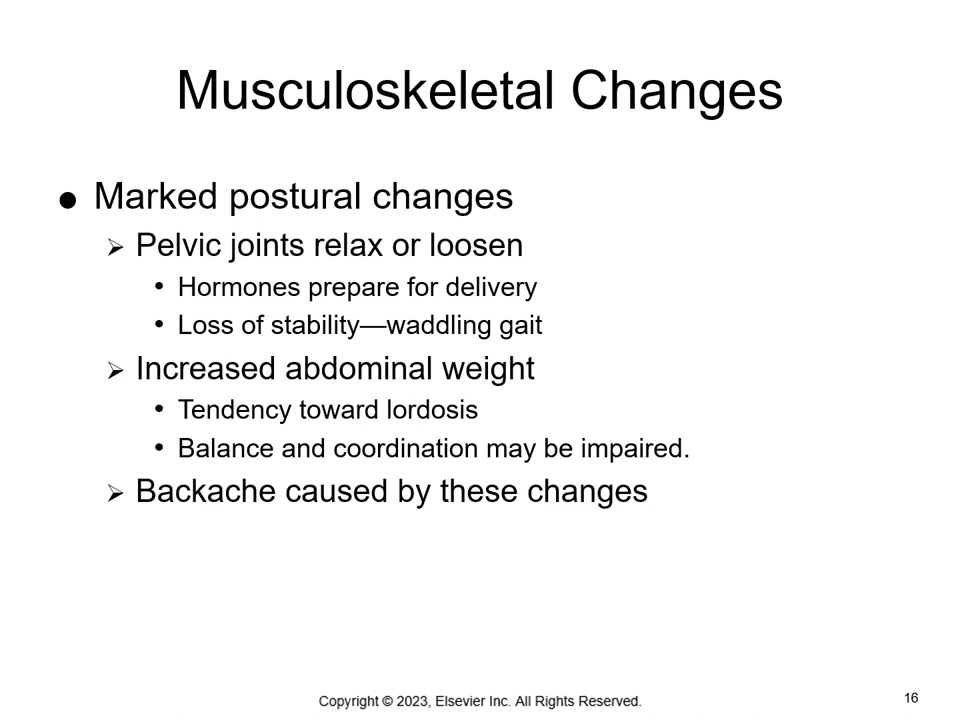 Musculoskeletal Changes
● Marked postural changes
➢ Pelvic joints relax or loosen
• Hormones prepare for delivery
• Loss of stability—waddling gait
➢ Increased abdominal weight
• Tendency toward lordosis
• Balance and coordination may be impaired.
➢ Backache caused by these changes
Copyright © 2023, Elsevier Inc. All Rights Reserved.
16